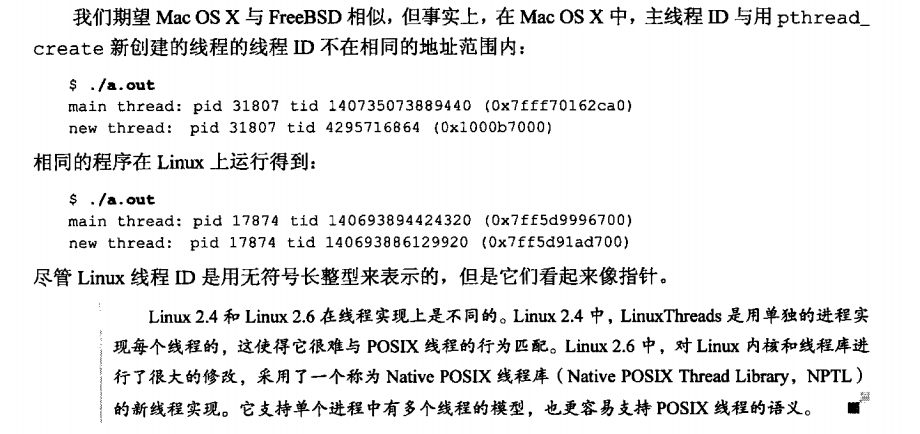 我们期望 Mac OS X 与 FreeBSD 相似，但事实上，在 Mac OS X 中，主线程 ID 与用 pthread_
create 新创建的线程的线程 ID 不在相同的地址范围内：
$ ./a.out
main thread: pid 31807 tid 140735073889440 (0x7fff70162ca0)
new thread: pid 31807 tid 4295716864 (0x1000b7000)
相同的程序在 Linux 上运行得到：
$ ./a.out
main thread: pid 17874 tid 140693894424320 (0x7ff5d9996700)
new thread: pid 17874 tid 140693886129920 (0x7ff5d91ad700)
尽管 Linux 线程 ID 是用无符号长整型来表示的，但是它们看起来像指针。
Linux 2.4 和 Linux 2.6 在线程实现上是不同的。Linux 2.4 中，LinuxThreads 是用单独的进程实
现每个线程的，这使得它很难与 POSIX 线程的行为匹配。Linux 2.6 中，对 Linux 内核和线程库进
行了很大的修改，采用了一个称为 Native POSIX 线程库（Native POSIX Thread Library，NPTL）
的新线程实现。它支持单个进程中有多个线程的模型，也更容易支持 POSIX 线程的语义。